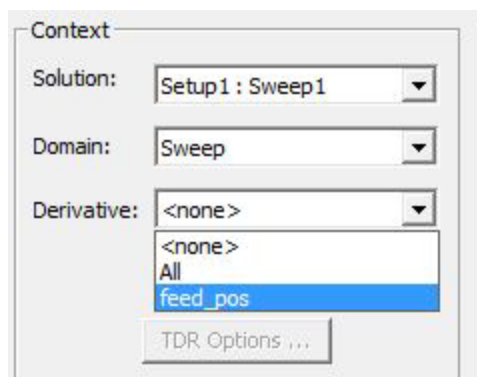 Context
Solution: Setup1 : Sweep1
Domain: Sweep
Derivative: <none>
<none>
All
feed_pos
TDR Options ...